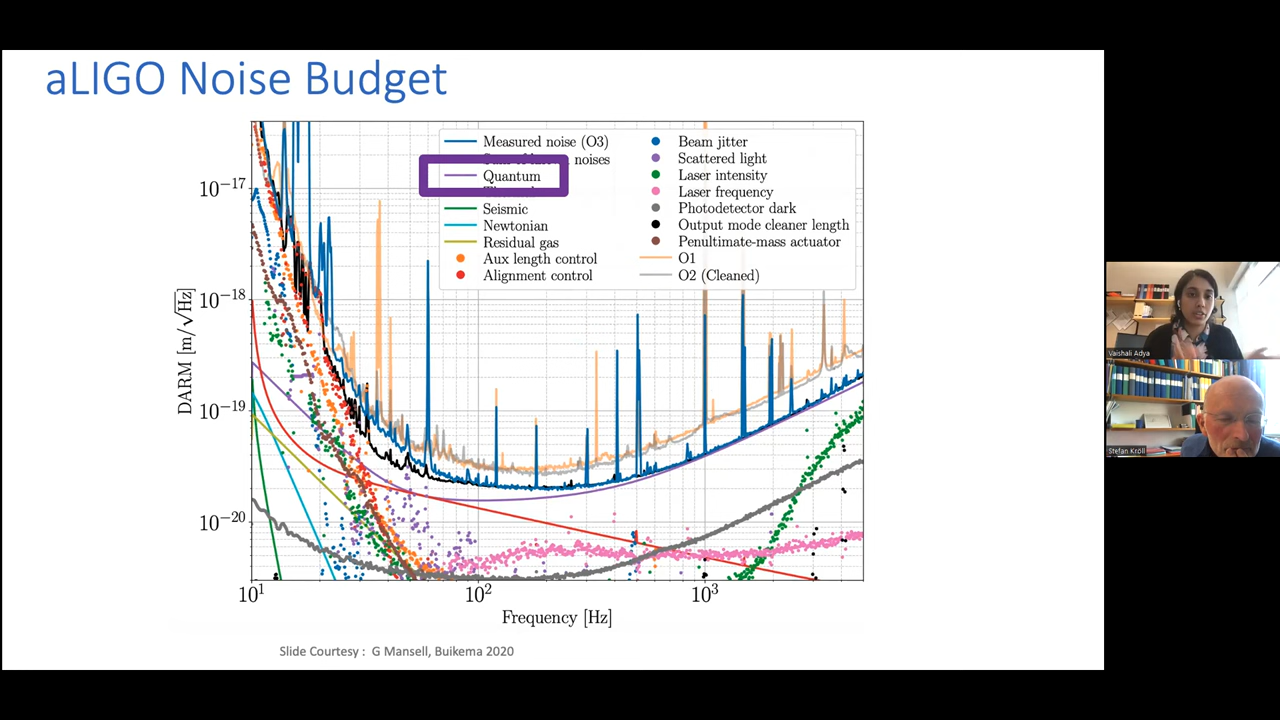 aLIGO Noise Budget
Measured noise (O3)
noises
Quantum
Seismic
Newtonian
Residual gas
Aux length control
Alignment control
Beam jitter
Scattered light
Laser intensity
Laser frequency
Photodetector dark
Output mode cleaner length
Penultimate-mass actuator
O1
O2 (Cleaned)
DARM [m/√Hz]
10⁻¹⁷
10⁻¹⁸
10⁻¹⁹
10⁻²⁰
10¹ 10² 10³
Frequency [Hz]
Slide Courtesy : G Mansell, Buikema 2020
Vaishali Adya
Stefan Kröll